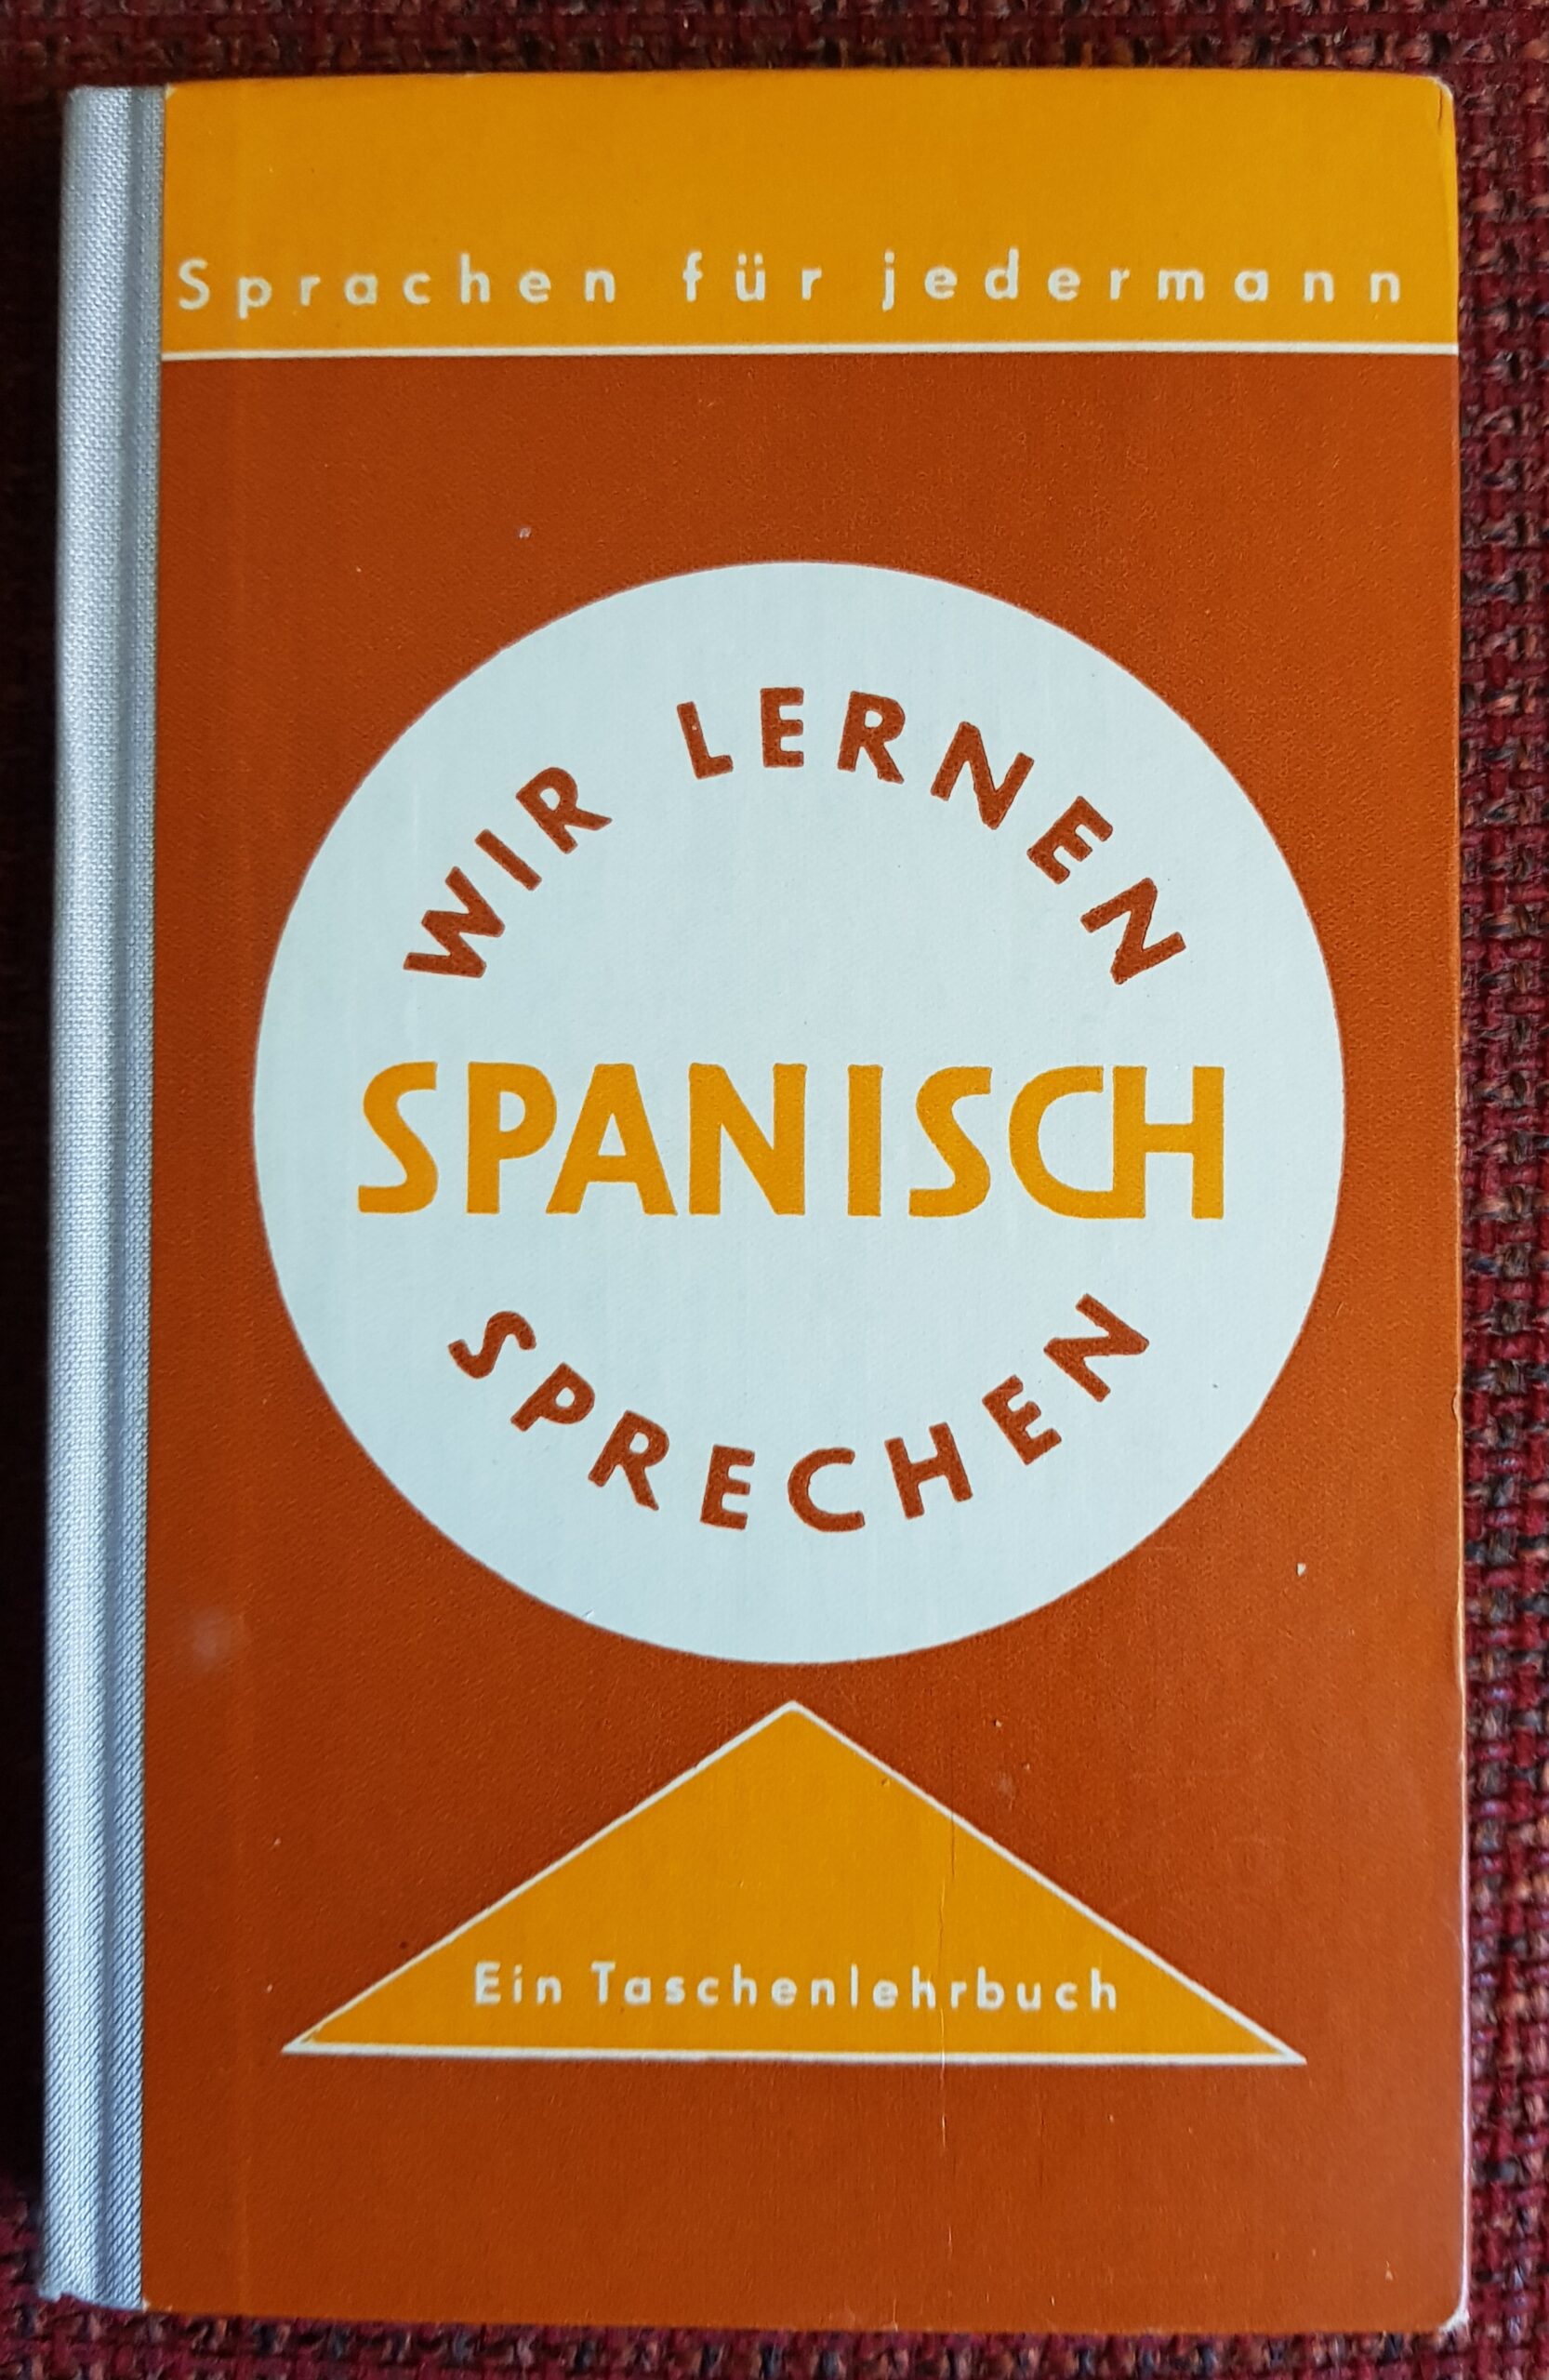 Sprachen für jedermann
WIR LERNEN
SPANISCH
SPRECHEN
Ein Taschenlehrbuch